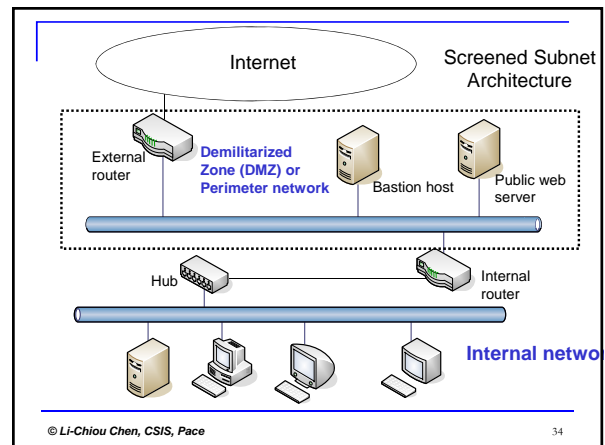 Internet
Screened Subnet
Architecture
External
router
Demilitarized
Zone (DMZ) or
Perimeter network
Bastion host
Public web
server
Hub
Internal
router
Internal networ
© Li-Chiou Chen, CSIS, Pace
34